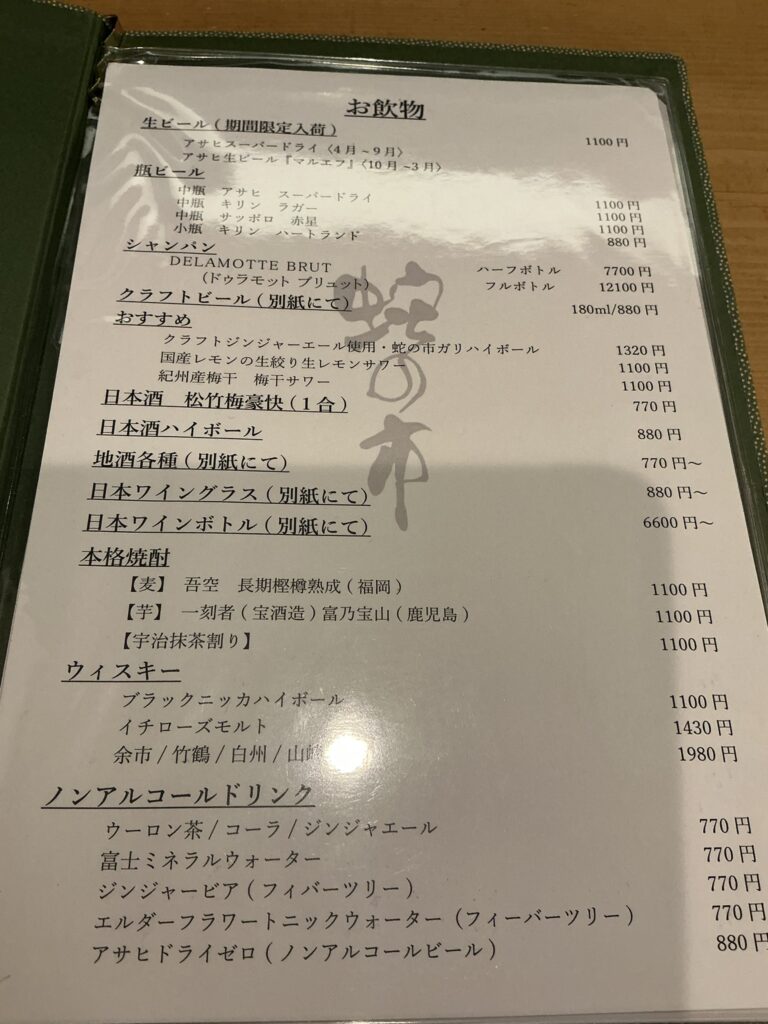 お飲物
生ビール(期間限定入荷)
アサヒスーパードライ〈4月~9月〉 1100円
アサヒ生ビール『マルエフ』〈10月~3月〉
瓶ビール
中瓶 アサヒ スーパードライ 1100円
中瓶 キリン ラガー 1100円
中瓶 サッポロ 赤星 1100円
小瓶 キリン ハートランド 880円
シャンパン
DELAMOTTE BRUT ハーフボトル 7700円
(ドゥラモット ブリュット) フルボトル 12100円
クラフトビール(別紙にて) 180ml/880円
おすすめ
クラフトジンジャーエール使用・蛇の市ガリハイボール 1320円
国産レモンの生絞り生レモンサワー 1100円
紀州産梅干 梅干サワー 1100円
日本酒 松竹梅豪快(1合) 770円
日本酒ハイボール 880円
地酒各種(別紙にて) 770円~
日本ワイングラス(別紙にて) 880円~
日本ワインボトル(別紙にて) 6600円~
本格焼酎
【麦】 吾空 長期樫樽熟成(福岡) 1100円
【芋】 一刻者(宝酒造)富乃宝山(鹿児島) 1100円
【宇治抹茶割り】 1100円
ウィスキー
ブラックニッカハイボール 1100円
イチローズモルト 1430円
余市/竹鶴/白州/山崎 1980円
ノンアルコールドリンク
ウーロン茶/コーラ/ジンジャエール 770円
富士ミネラルウォーター 770円
ジンジャービア(フィバーツリー) 770円
エルダーフラワートニックウォーター(フィーバーツリー) 770円
アサヒドライゼロ(ノンアルコールビール) 880円
蛇の市